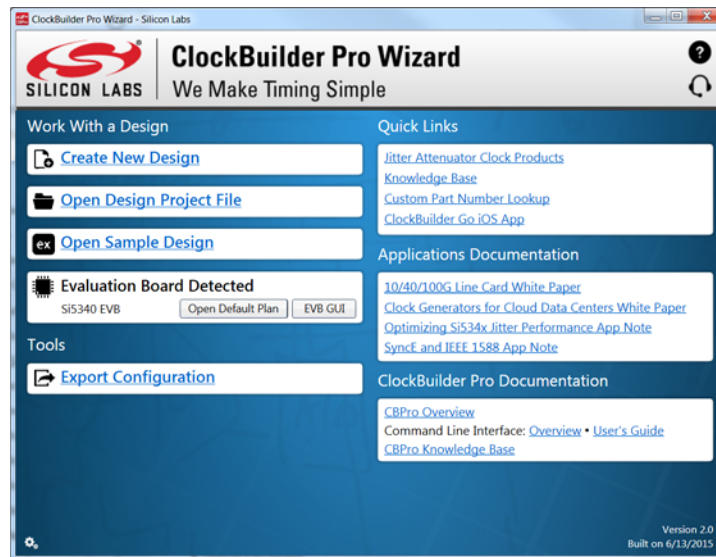 ClockBuilder Pro Wizard - Silicon Labs
SILICON LABS
ClockBuilder Pro Wizard
We Make Timing Simple
?
Work With a Design
Create New Design
Open Design Project File
ex Open Sample Design
Evaluation Board Detected
Si5340 EVB Open Default Plan EVB GUI
Tools
Export Configuration
Quick Links
Jitter Attenuator Clock Products
Knowledge Base
Custom Part Number Lookup
ClockBuilder Go iOS App
Applications Documentation
10/40/100G Line Card White Paper
Clock Generators for Cloud Data Centers White Paper
Optimizing Si534x Jitter Performance App Note
SyncE and IEEE 1588 App Note
ClockBuilder Pro Documentation
CBPro Overview
Command Line Interface: Overview • User's Guide
CBPro Knowledge Base
Version 2.0
Built on 6/13/2015